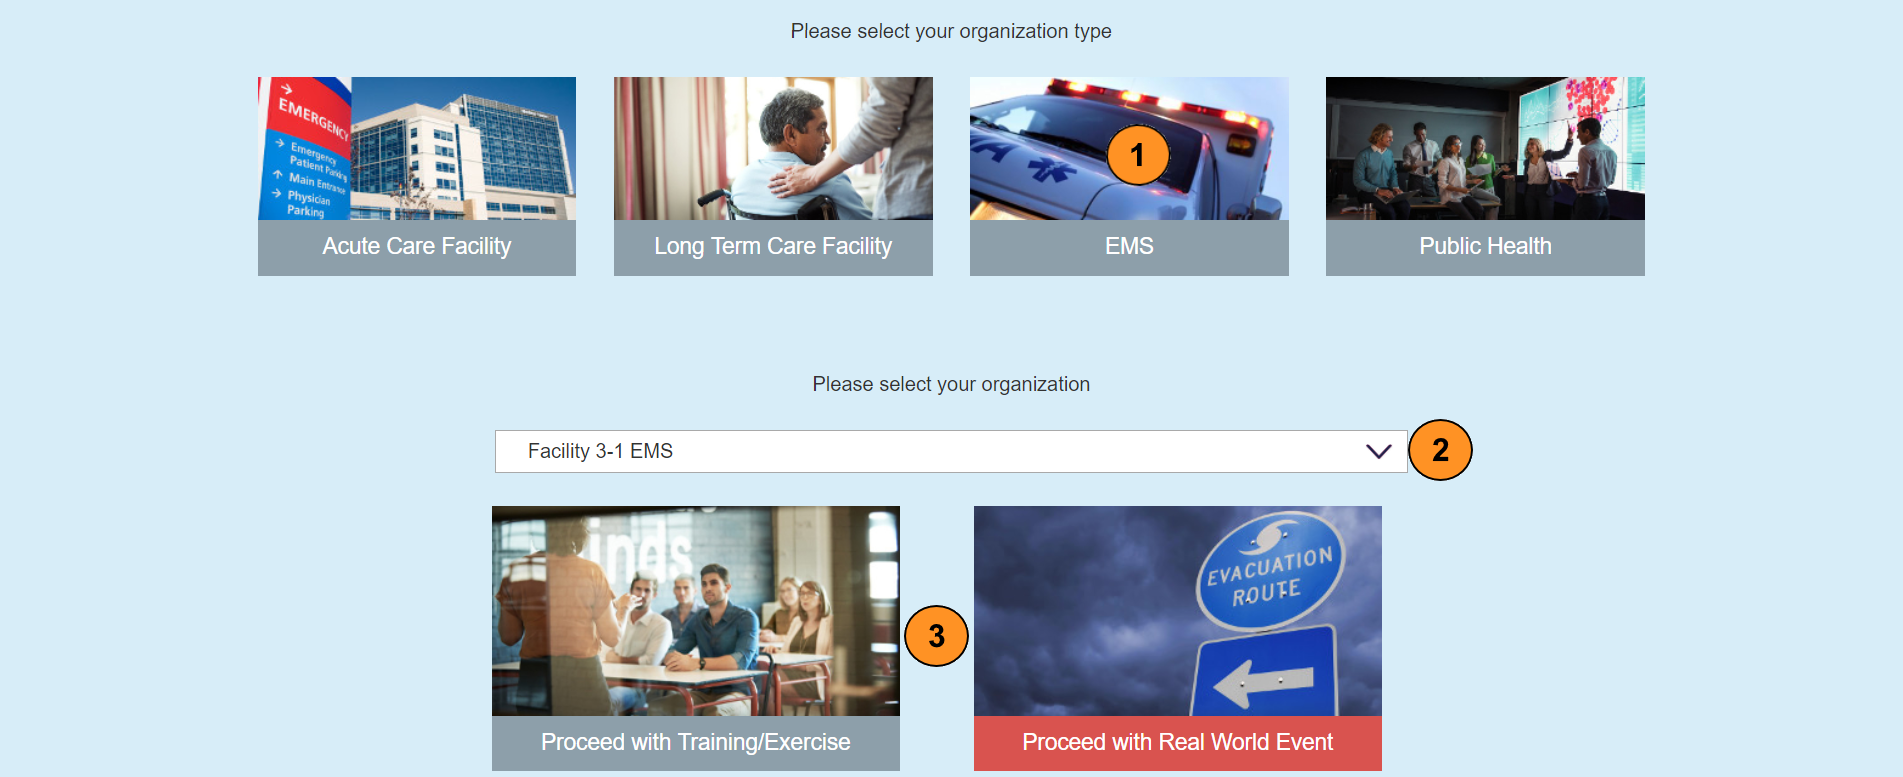 Please select your organization type
EMERGENCY
Emergency
Patient Parking
Main Entrance
Physician
Parking
A
1
Acute Care Facility
Long Term Care Facility
EMS
Public Health
Please select your organization
Facility 3-1 EMS
2
3
EVACUATION
ROUTE
Proceed with Training/Exercise
Proceed with Real World Event